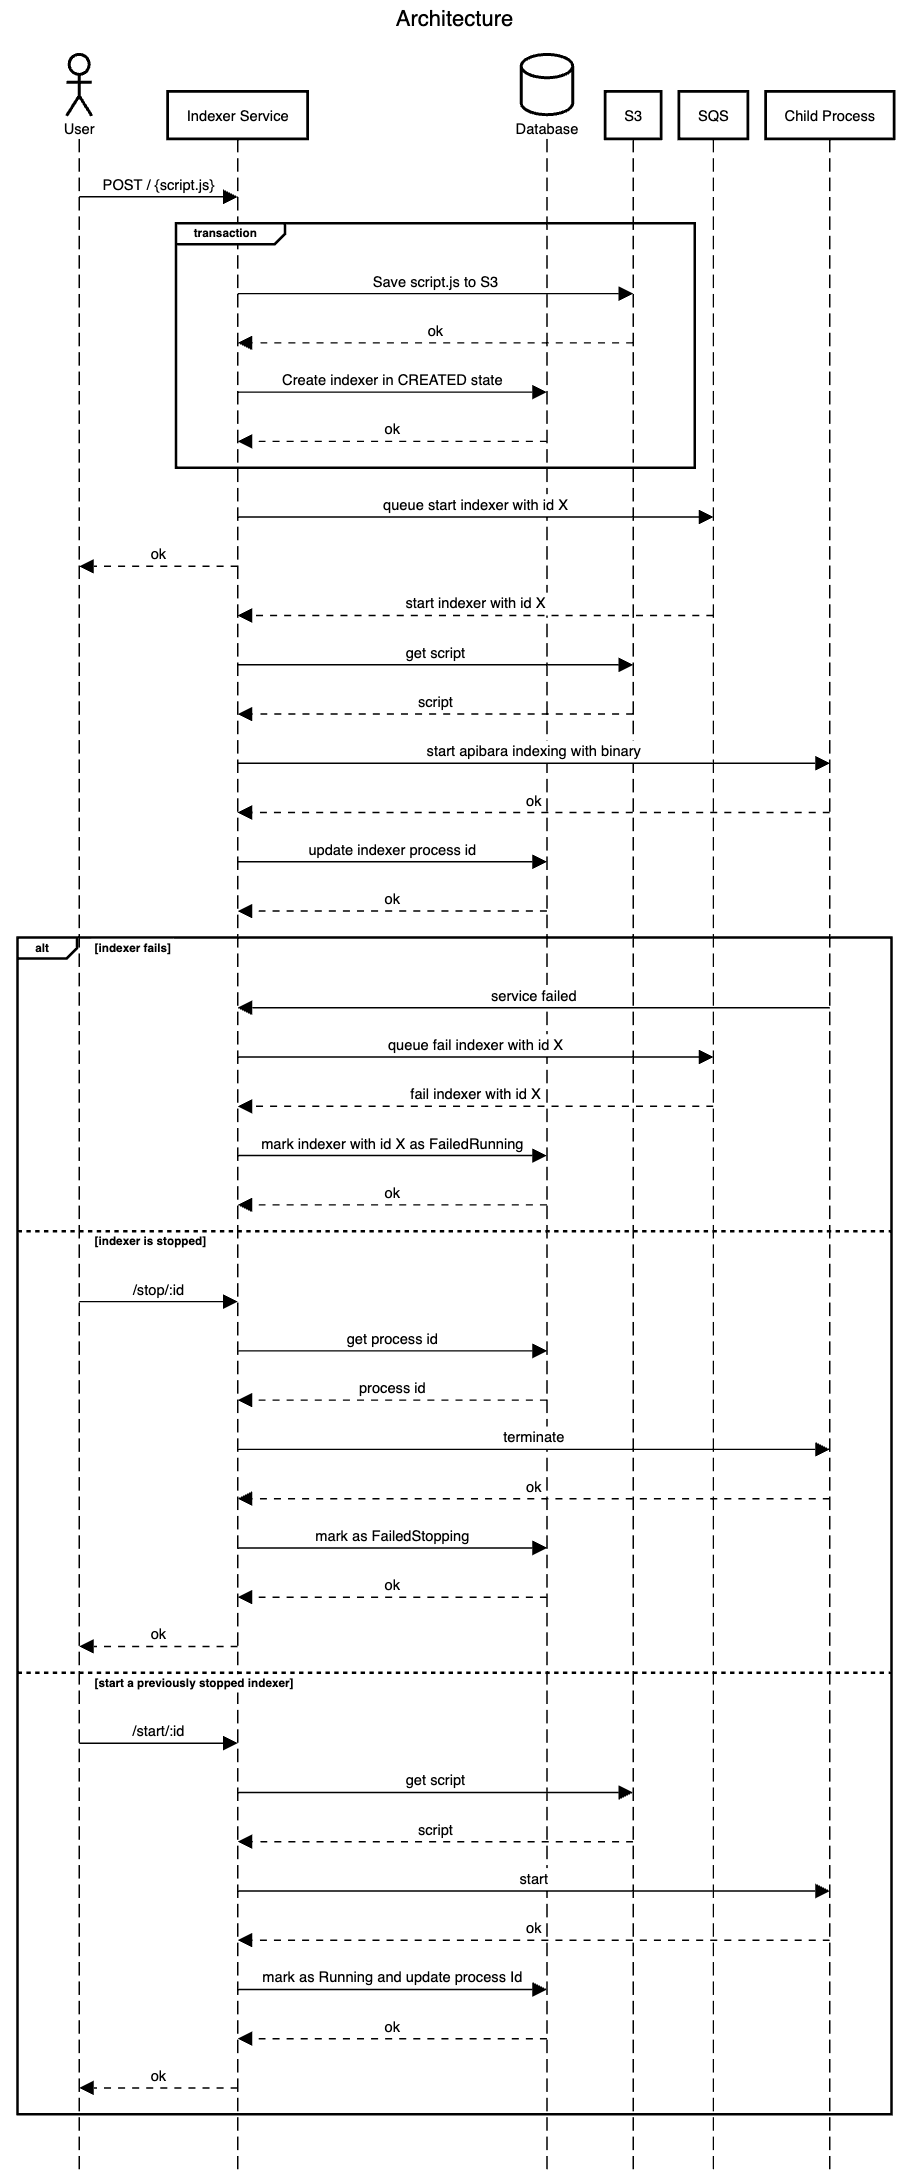 Architecture
User
Indexer Service
Database
S3
SQS
Child Process
POST / {script.js}
transaction
Save script.js to S3
ok
Create indexer in CREATED state
ok
queue start indexer with id X
ok
start indexer with id X
get script
script
start apibara indexing with binary
ok
update indexer process id
ok
alt
[indexer fails]
service failed
queue fail indexer with id X
fail indexer with id X
mark indexer with id X as FailedRunning
ok
[indexer is stopped]
/stop/:id
get process id
process id
terminate
ok
mark as FailedStopping
ok
ok
[start a previously stopped indexer]
/start/:id
get script
script
start
ok
mark as Running and update process Id
ok
ok